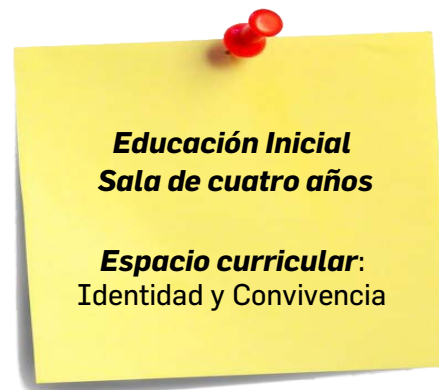 Educación Inicial
Sala de cuatro años
Espacio curricular:
Identidad y Convivencia